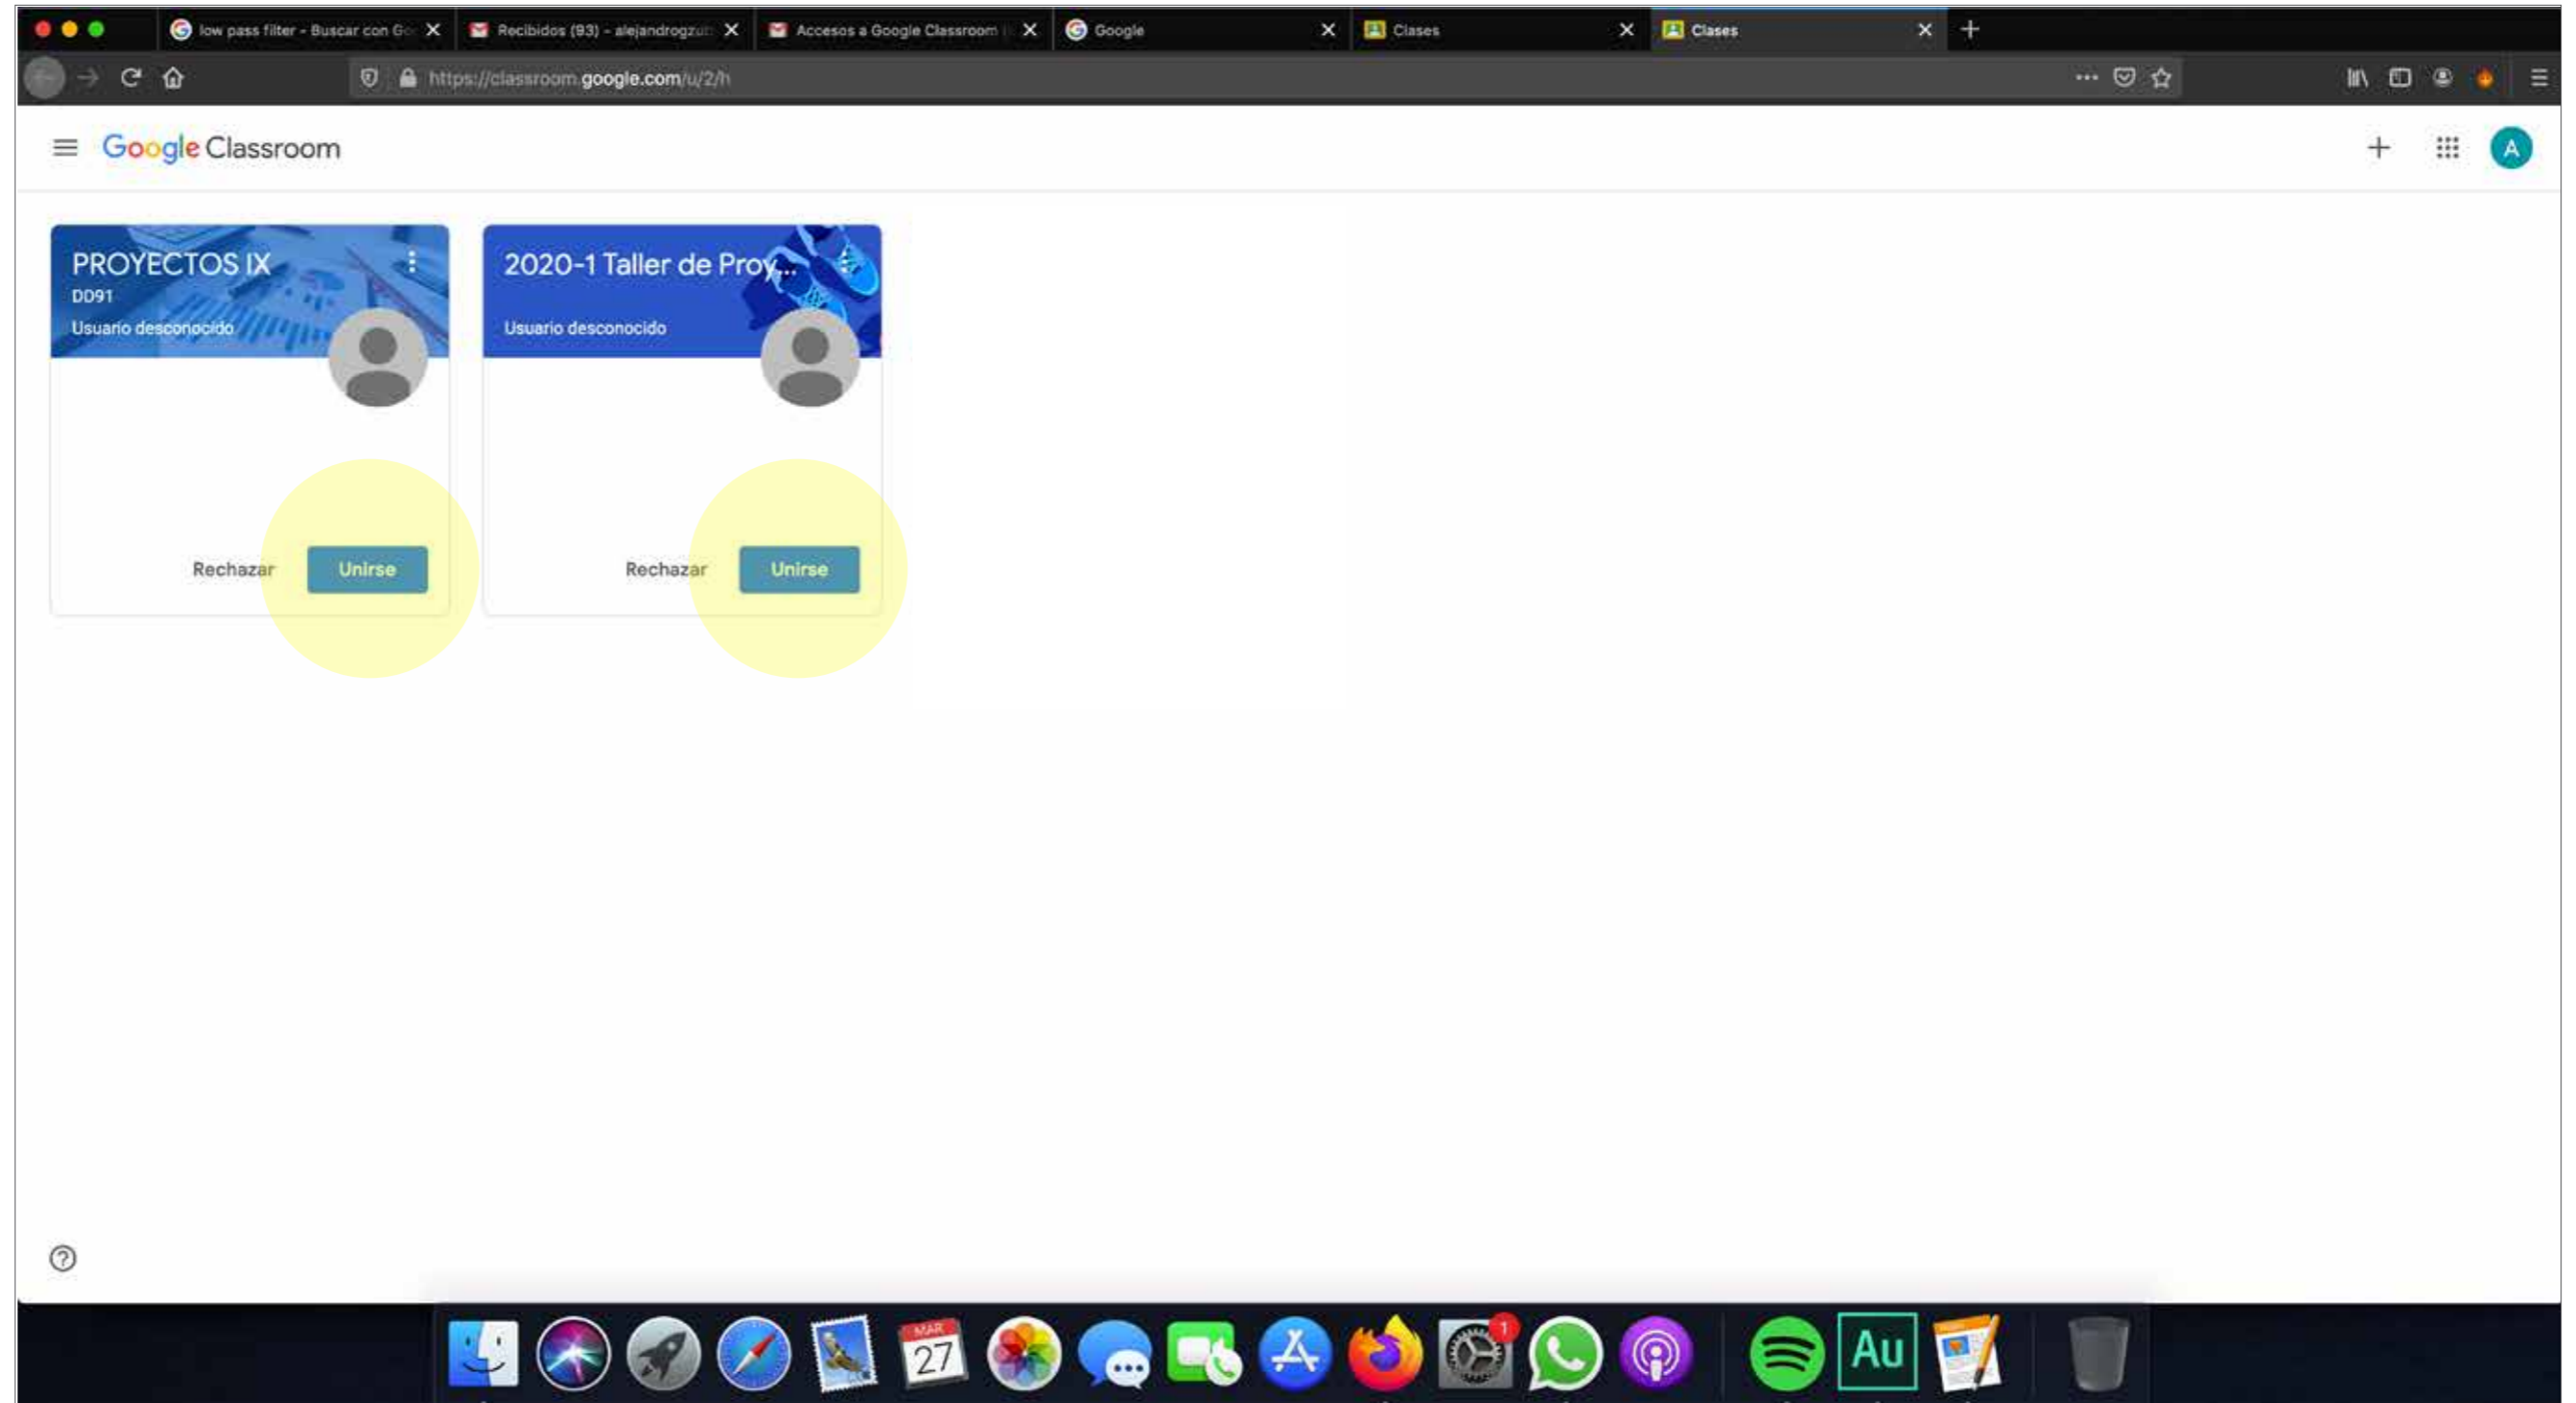 low pass filter - Buscar con Go
Recibidos (93) - alejandrogzu
Accesos a Google Classroom
Google
Clases
Clases
https://classroom.google.com/u/2/h
Google Classroom
A
PROYECTOS IX
DD91
Usuario desconocido
Rechazar
Unirse
2020-1 Taller de Proy...
Usuario desconocido
Rechazar
Unirse
MAR
27
1
Au